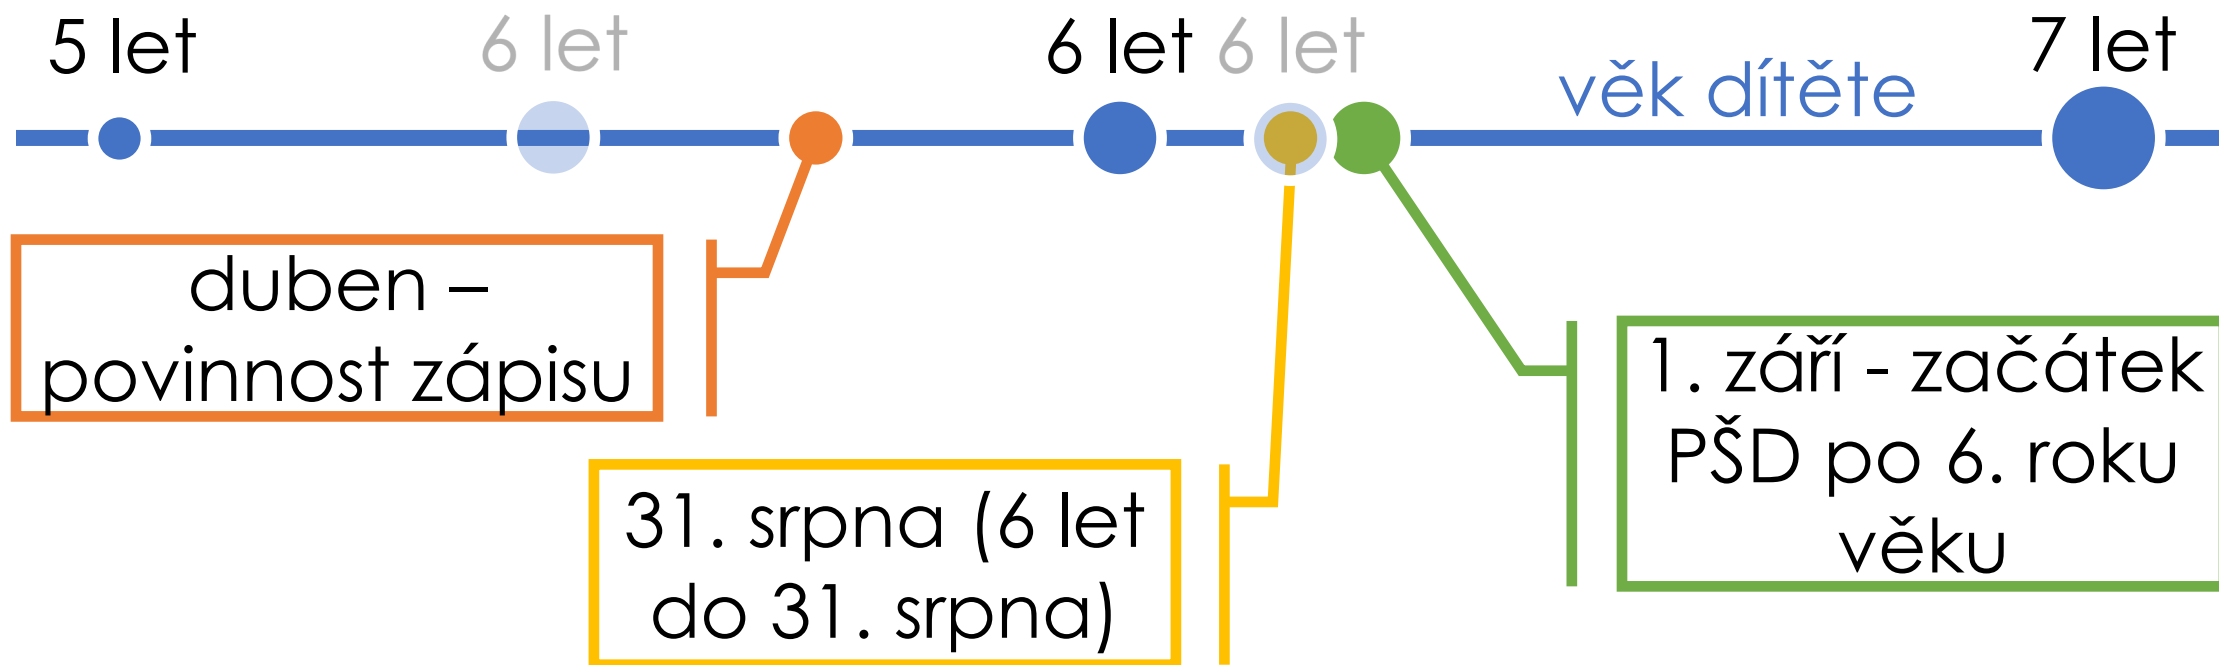 5 let
6 let
6 let
6 let
věk dítěte
7 let
duben –
povinnost zápisu
31. srpna (6 let
do 31. srpna)
1. září - začátek
PŠD po 6. roku
věku